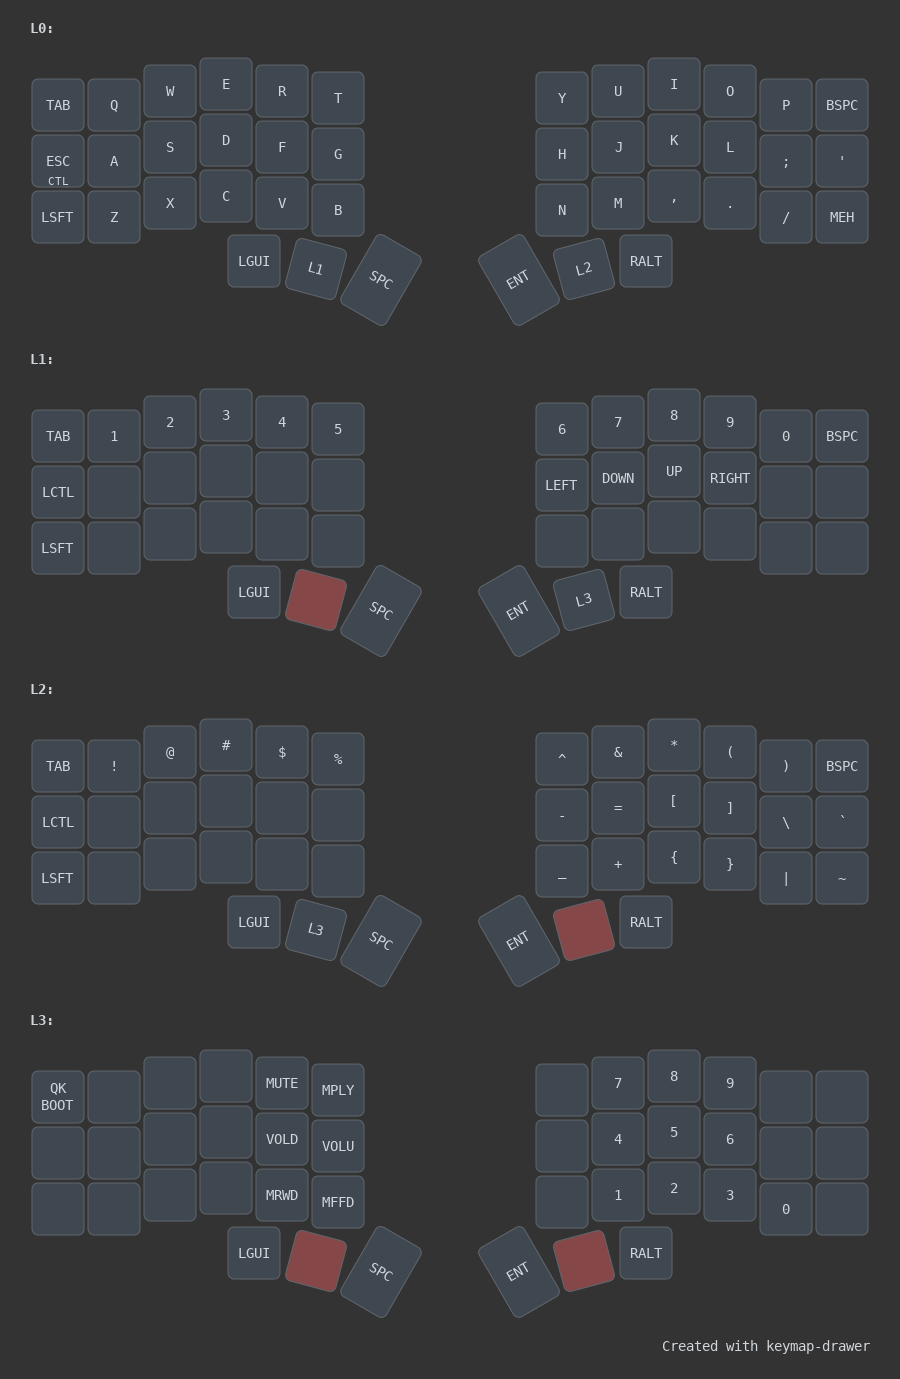 L0:
TAB Q W E R T Y U I O P BSPC
ESC A S D F G H J K L ; '
CTL
LSFT Z X C V B N M , . / MEH
LGUI L1 SPC ENT L2 RALT
L1:
TAB 1 2 3 4 5 6 7 8 9 0 BSPC
LCTL LEFT DOWN UP RIGHT
LSFT
LGUI SPC ENT L3 RALT
L2:
TAB ! @ # $ % ^ & * ( ) BSPC
LCTL - = [ ] \ `
LSFT _ + { } | ~
LGUI L3 SPC ENT RALT
L3:
QK
BOOT MUTE MPLY 7 8 9
VOLD VOLU 4 5 6
MRWD MFFD 1 2 3 0
LGUI SPC ENT RALT
Created with keymap-drawer